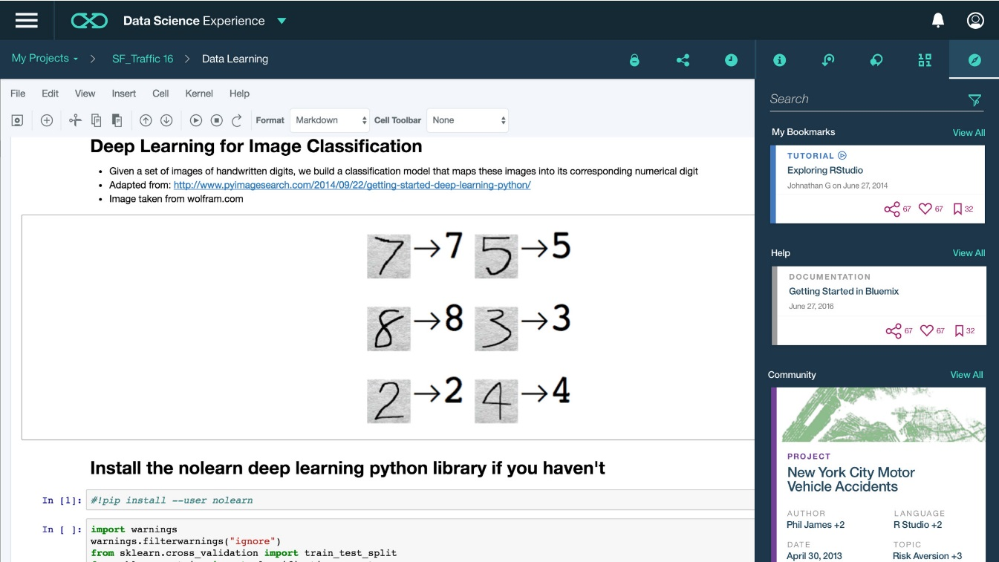 Data Science Experience
My Projects > SF_Traffic 16 > Data Learning
File Edit View Insert Cell Kernel Help
Format Markdown Cell Toolbar None
Deep Learning for Image Classification
• Given a set of images of handwritten digits, we build a classification model that maps these images into its corresponding numerical digit
• Adapted from: http://www.pyimagesearch.com/2014/09/22/getting-started-deep-learning-python/
• Image taken from wolfram.com
7 →7 5 →5
8 →8 3 →3
2 →2 4 →4
Install the nolearn deep learning python library if you haven't
In [1]: #!pip install --user nolearn
In [ ]: import warnings
warnings.filterwarnings("ignore")
from sklearn.cross_validation import train_test_split
Search
My Bookmarks View All
TUTORIAL
Exploring RStudio
Johnathan G on June 27, 2014
67 67 32
Help View All
DOCUMENTATION
Getting Started in Bluemix
June 27, 2016
67 67 32
Community View All
PROJECT
New York City Motor
Vehicle Accidents
AUTHOR LANGUAGE
Phil James +2 R Studio +2
DATE TOPIC
April 30, 2013 Risk Aversion +3